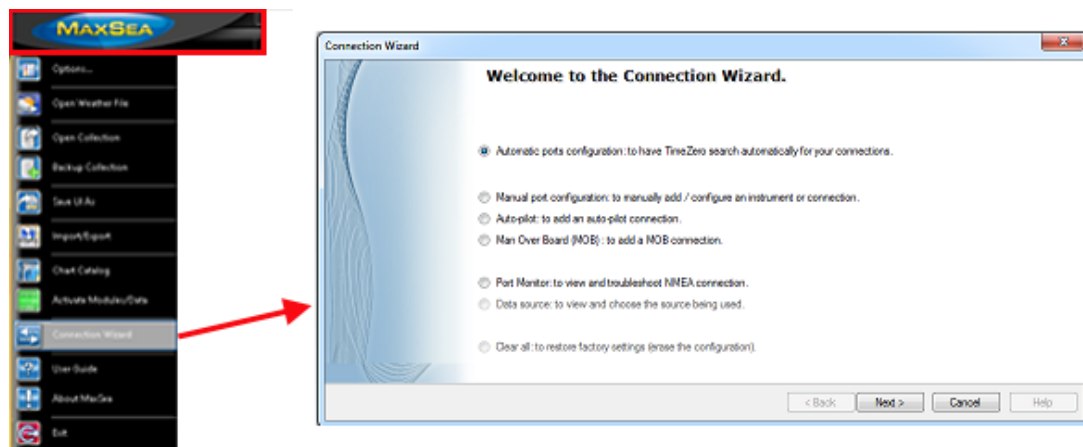 MAXSEA
Options...
Open Weather File
Open Collection
Backup Collection
Save UI As
Import/Export
Chart Catalog
Activate Modules/Data
Connection Wizard
User Guide
About MaxSea
Exit
Connection Wizard
Welcome to the Connection Wizard.
Automatic ports configuration: to have TimeZero search automatically for your connections.
Manual port configuration: to manually add / configure an instrument or connection.
Auto-pilot: to add an auto-pilot connection.
Man Over Board (MOB) : to add a MOB connection.
Port Monitor: to view and troubleshoot NMEA connection.
Data source: to view and choose the source being used.
Clear all: to restore factory settings (erase the configuration).
< Back
Next >
Cancel
Help